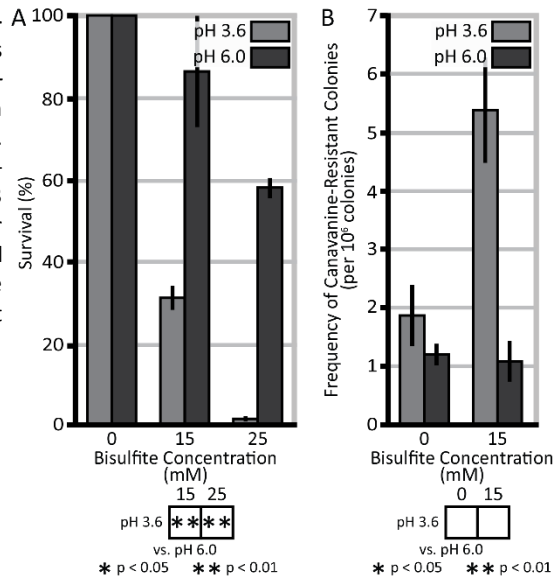 A
100
80
60
40
20
0
Survival (%)
pH 3.6
pH 6.0
0 15 25
Bisulfite Concentration
(mM)
15 25
pH 3.6 ** **
vs. pH 6.0
* p < 0.05 ** p < 0.01
B
7
6
5
4
3
2
1
0
Frequency of Canavanine-Resistant Colonies
(per 10⁶ colonies)
pH 3.6
pH 6.0
0 15
Bisulfite Concentration
(mM)
0 15
pH 3.6
vs. pH 6.0
* p < 0.05 ** p < 0.01